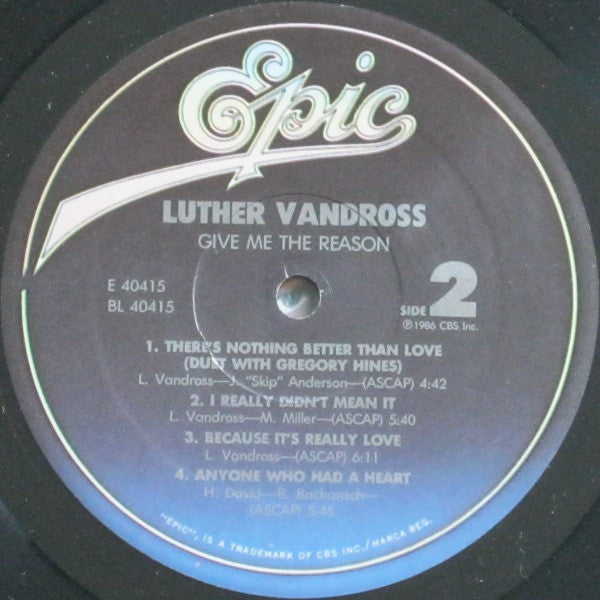 Epic
LUTHER VANDROSS
GIVE ME THE REASON
E 40415
BL 40415
SIDE 2
℗1986 CBS Inc.
1. THERE'S NOTHING BETTER THAN LOVE
(DUET WITH GREGORY HINES)
L. Vandross—J. "Skip" Anderson—(ASCAP) 4:42
2. I REALLY DIDN'T MEAN IT
L. Vandross—M. Miller—(ASCAP) 5:40
3. BECAUSE IT'S REALLY LOVE
L. Vandross—(ASCAP) 6:11
4. ANYONE WHO HAD A HEART
H. David—B. Bacharach—
(ASCAP) 5:45
"EPIC", IS A TRADEMARK OF CBS INC./MARCA REG.